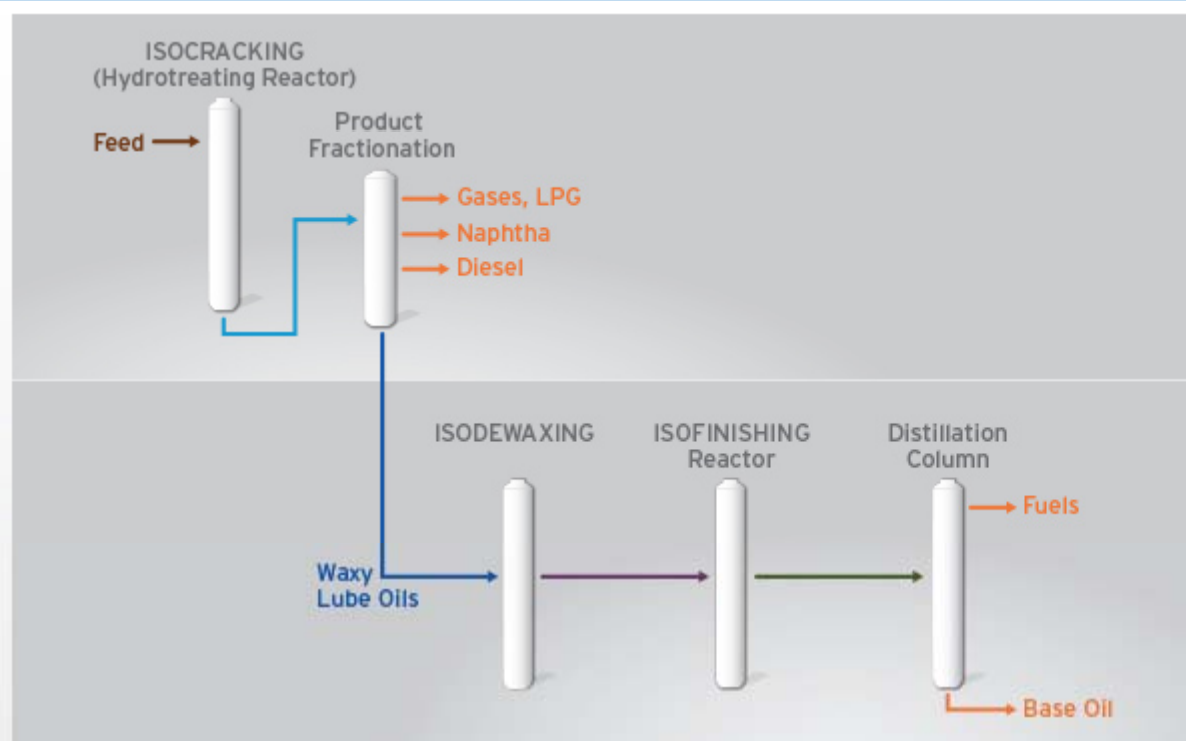 ISOCRACKING
(Hydrotreating Reactor)
Feed
Product
Fractionation
Gases, LPG
Naphtha
Diesel
ISODEWAXING
ISOFINISHING
Reactor
Distillation
Column
Fuels
Waxy
Lube Oils
Base Oil